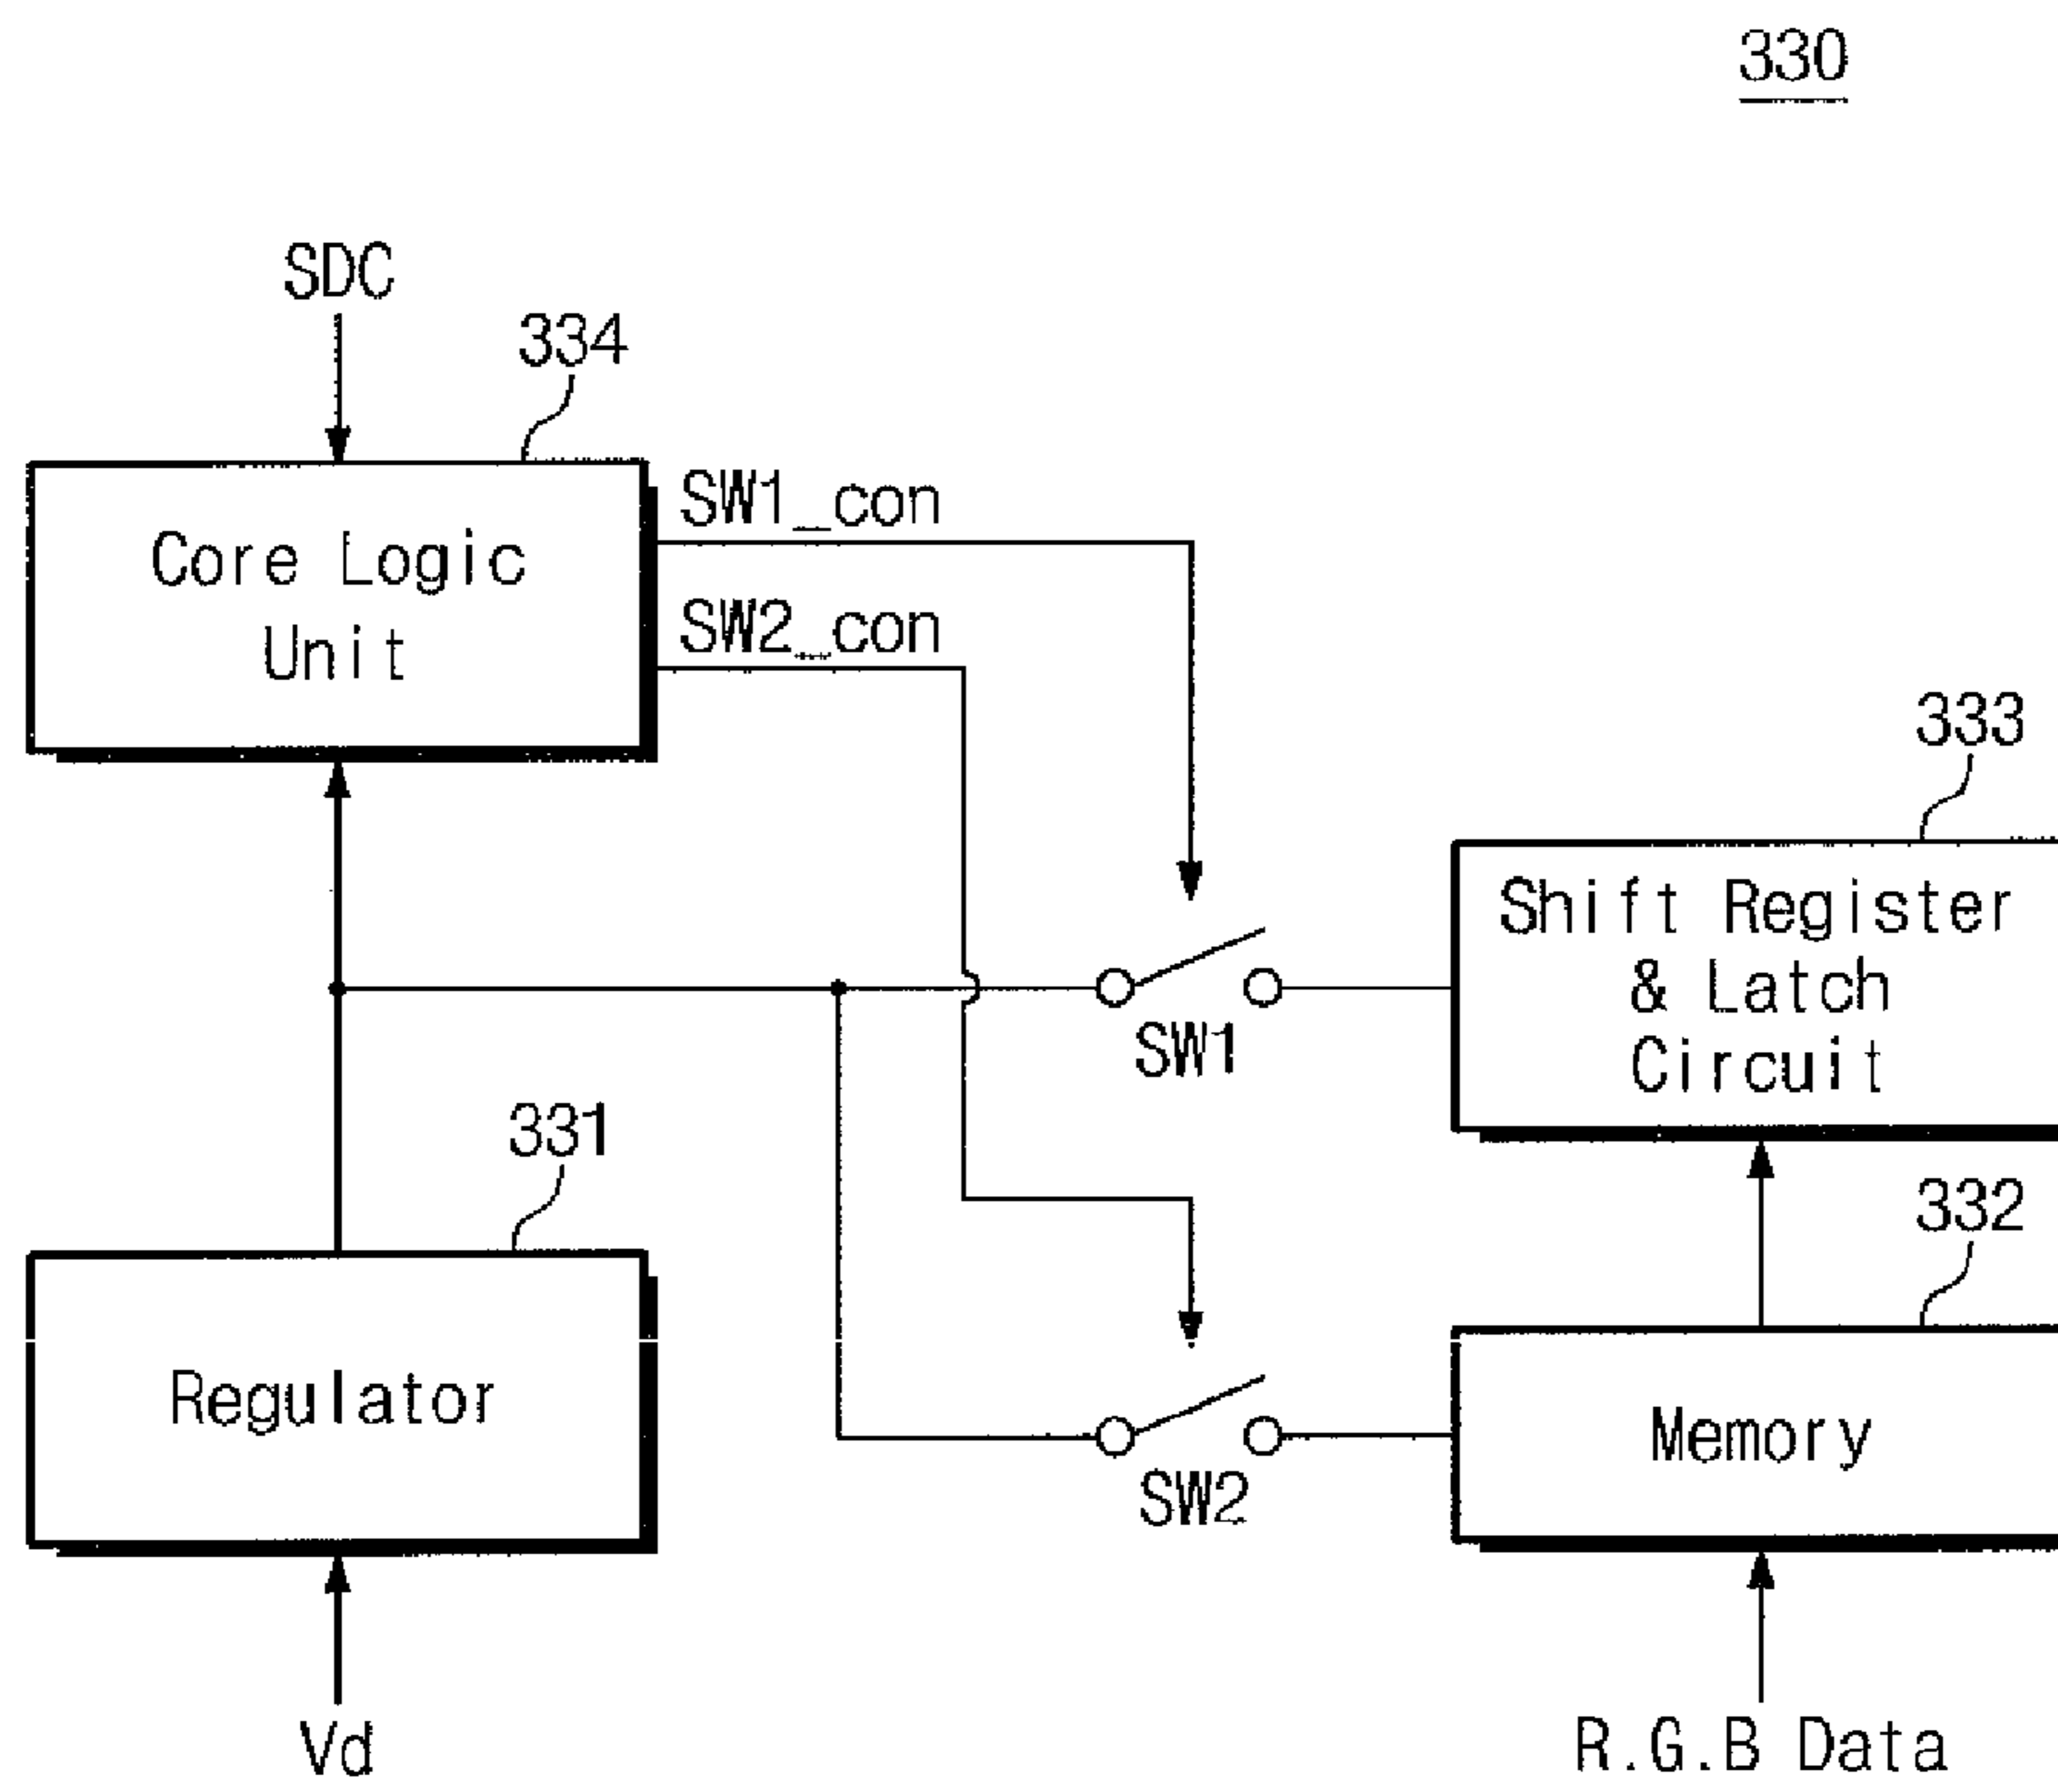 330
SDC
334
SW1_con
Core Logic
Unit
SW2_con
333
Shift Register
& Latch
Circuit
SW1
331
332
Regulator
Memory
SW2
Vd
R.G.B Data